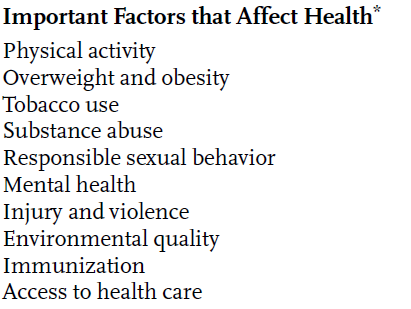 Important Factors that Affect Health*
Physical activity
Overweight and obesity
Tobacco use
Substance abuse
Responsible sexual behavior
Mental health
Injury and violence
Environmental quality
Immunization
Access to health care